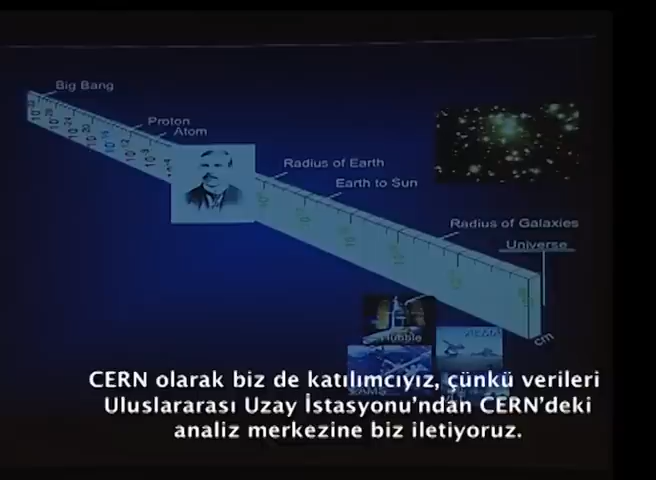 Big Bang
Proton
Atom
Radius of Earth
Earth to Sun
Radius of Galaxies
Universe
cm
Hubble
CERN olarak biz de katılımcıyız, çünkü verileri
Uluslararası Uzay İstasyonu'ndan CERN'deki
analiz merkezine biz iletiyoruz.